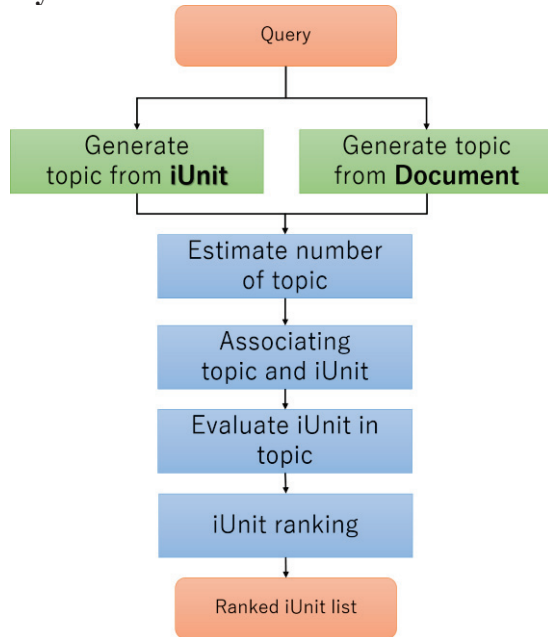 Query
Generate
topic from iUnit
Generate topic
from Document
Estimate number
of topic
Associating
topic and iUnit
Evaluate iUnit in
topic
iUnit ranking
Ranked iUnit list